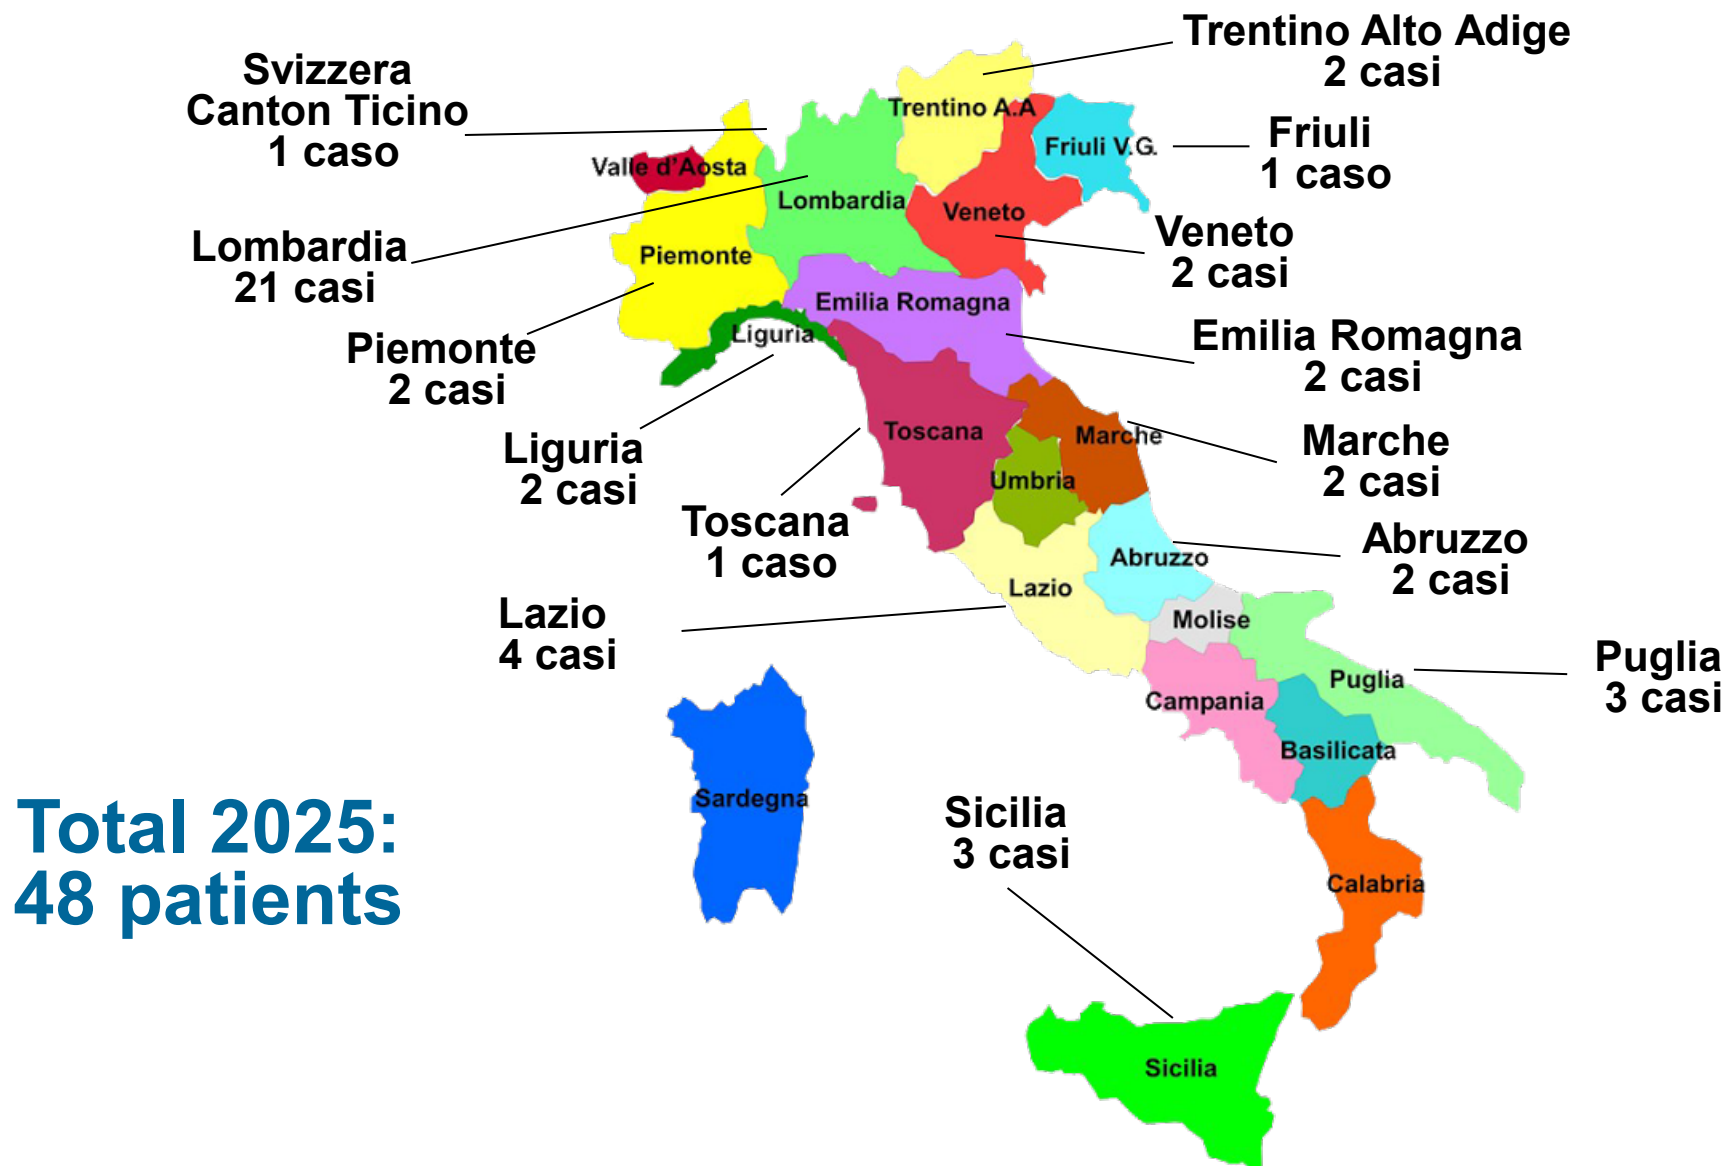 Trentino Alto Adige
2 casi
Svizzera
Canton Ticino
1 caso
Trentino A.A
Friuli V.G.
Friuli
1 caso
Valle d'Aosta
Lombardia
Veneto
Veneto
2 casi
Lombardia
21 casi
Piemonte
Emilia Romagna
Piemonte
2 casi
Liguria
Emilia Romagna
2 casi
Liguria
2 casi
Toscana
Marche
Marche
2 casi
Umbria
Toscana
1 caso
Abruzzo
Abruzzo
2 casi
Lazio
Lazio
4 casi
Molise
Puglia
Puglia
3 casi
Campania
Basilicata
Sardegna
Total 2025:
48 patients
Sicilia
3 casi
Calabria
Sicilia